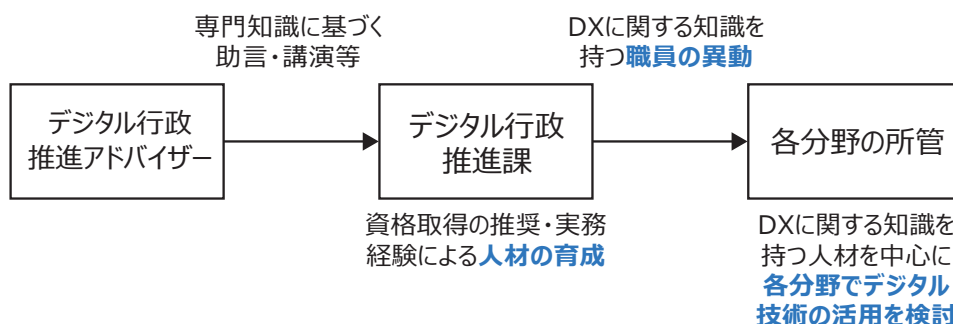 専門知識に基づく
助言・講演等
DXに関する知識を
持つ職員の異動
デジタル行政
推進アドバイザー
デジタル行政
推進課
各分野の所管
資格取得の推奨・実務
経験による人材の育成
DXに関する知識を
持つ人材を中心に
各分野でデジタル
技術の活用を検討